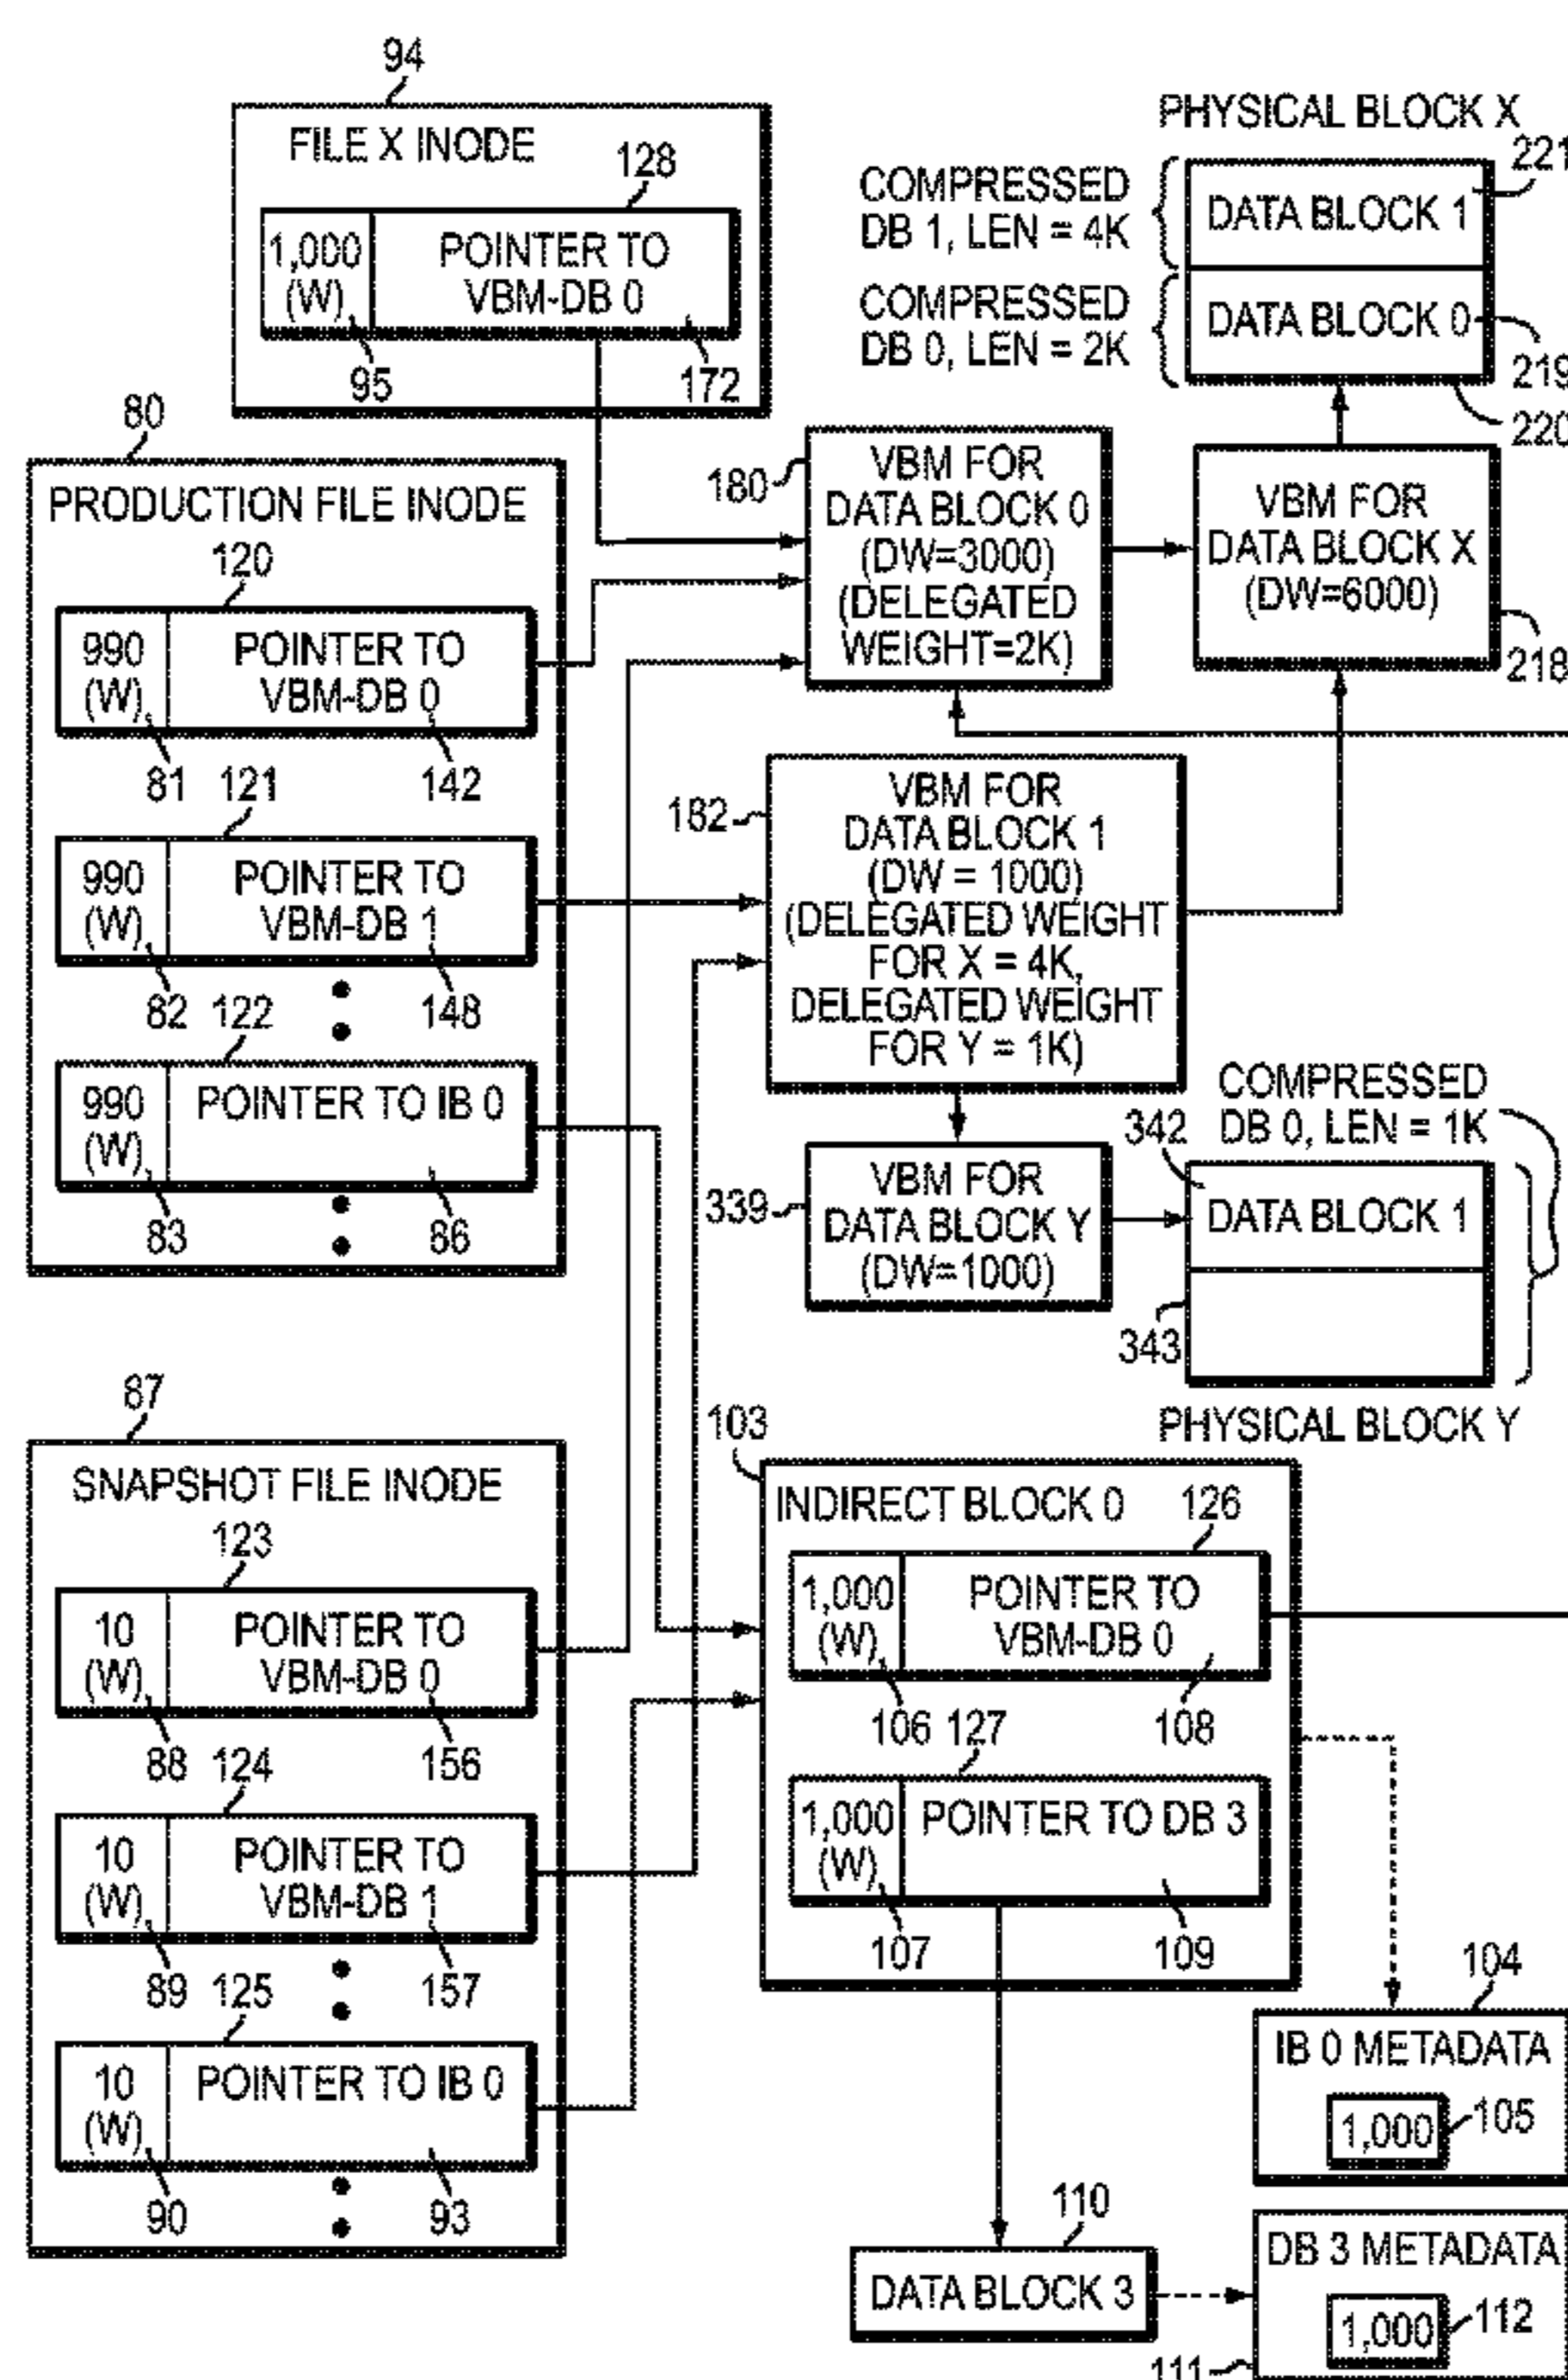 94
FILE X INODE
128
1,000
(W)
POINTER TO
VBM-DB 0
95
172
PHYSICAL BLOCK X
221
COMPRESSED
DB 1, LEN = 4K
DATA BLOCK 1
COMPRESSED
DB 0, LEN = 2K
DATA BLOCK 0
219
220
80
PRODUCTION FILE INODE
120
990
(W)
POINTER TO
VBM-DB 0
81
142
121
990
(W)
POINTER TO
VBM-DB 1
82
148
122
990
(W)
POINTER TO IB 0
83
86
180
VBM FOR
DATA BLOCK 0
(DW=3000)
(DELEGATED
WEIGHT=2K)
VBM FOR
DATA BLOCK X
(DW=6000)
218
182
VBM FOR
DATA BLOCK 1
(DW = 1000)
(DELEGATED WEIGHT
FOR X = 4K,
DELEGATED WEIGHT
FOR Y = 1K)
339
VBM FOR
DATA BLOCK Y
(DW=1000)
COMPRESSED
DB 0, LEN = 1K
342
DATA BLOCK 1
343
PHYSICAL BLOCK Y
87
SNAPSHOT FILE INODE
123
10
(W)
POINTER TO
VBM-DB 0
88
156
124
10
(W)
POINTER TO
VBM-DB 1
89
157
125
10
(W)
POINTER TO IB 0
90
93
103
INDIRECT BLOCK 0
126
1,000
(W)
POINTER TO
VBM-DB 0
106
108
127
1,000
(W)
POINTER TO DB 3
107
109
104
IB 0 METADATA
1,000
105
110
DATA BLOCK 3
DB 3 METADATA
1,000
112
111